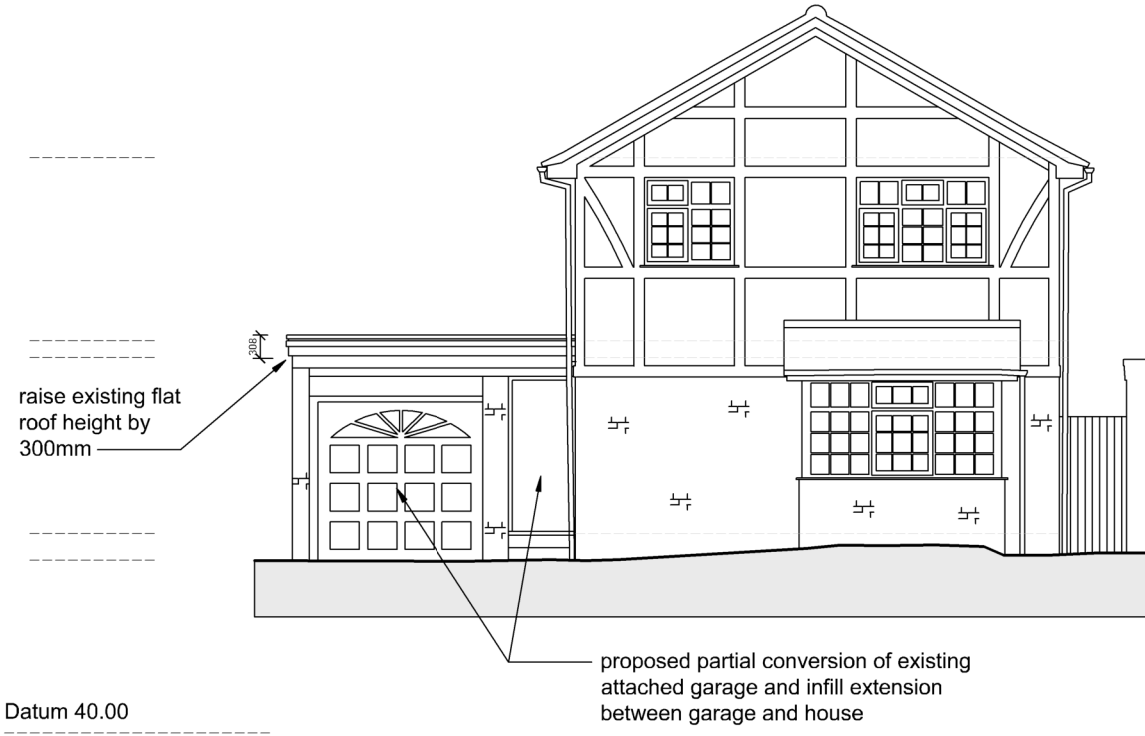 308
raise existing flat
roof height by
300mm
proposed partial conversion of existing
attached garage and infill extension
between garage and house
Datum 40.00